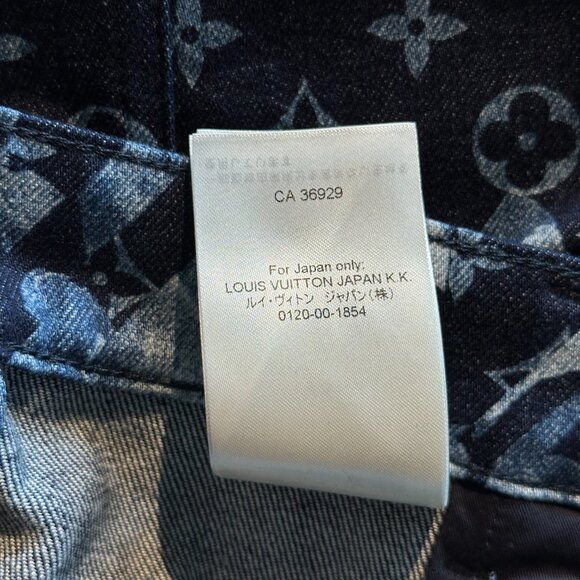 CA 36929
For Japan only:
LOUIS VUITTON JAPAN K.K.
ルイ・ヴィトン ジャパン(株)
0120-00-1854